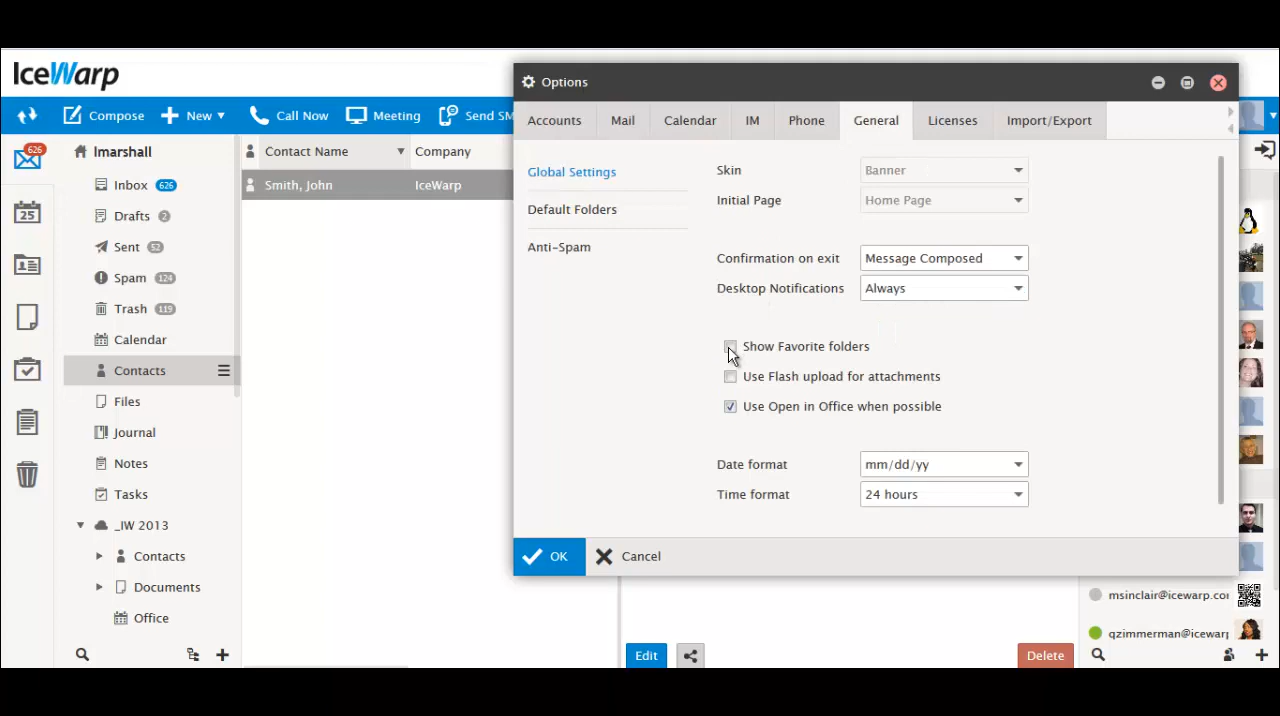 IceWarp
Compose
New
Call Now
Meeting
Send SM
626
25
lmarshall
Inbox 626
Drafts 2
Sent 52
Spam 124
Trash 119
Calendar
Contacts
Files
Journal
Notes
Tasks
_IW 2013
Contacts
Documents
Office
Contact Name
Company
Smith, John
IceWarp
Options
Accounts
Mail
Calendar
IM
Phone
General
Licenses
Import/Export
Global Settings
Default Folders
Anti-Spam
Skin
Banner
Initial Page
Home Page
Confirmation on exit
Message Composed
Desktop Notifications
Always
Show Favorite folders
Use Flash upload for attachments
Use Open in Office when possible
Date format
mm/dd/yy
Time format
24 hours
OK
Cancel
msinclair@icewarp.co
qzimmerman@icewarp
Edit
Delete